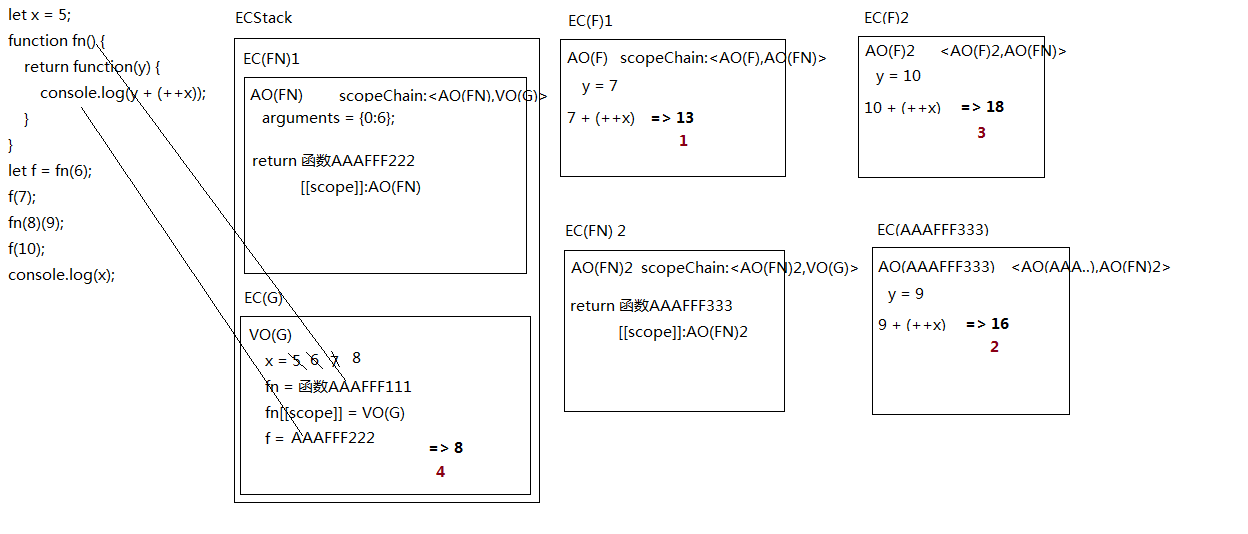 let x = 5;
function fn() {
return function(y) {
console.log(y + (++x));
}
}
let f = fn(6);
f(7);
fn(8)(9);
f(10);
console.log(x);
ECStack
EC(FN)1
AO(FN) scopeChain:<AO(FN),VO(G)>
arguments = {0:6};
return 函数AAAFFF222
[[scope]]:AO(FN)
EC(G)
VO(G)
x = 5 6 7 8
fn = 函数AAAFFF111
fn[[scope]] = VO(G)
f = AAAFFF222
=> 8
4
EC(F)1
AO(F) scopeChain:<AO(F),AO(FN)>
y = 7
7 + (++x) => 13
1
EC(F)2
AO(F)2 <AO(F)2,AO(FN)>
y = 10
10 + (++x) => 18
3
EC(FN) 2
AO(FN)2 scopeChain:<AO(FN)2,VO(G)>
return 函数AAAFFF333
[[scope]]:AO(FN)2
EC(AAAFFF333)
AO(AAAFFF333) <AO(AAA..),AO(FN)2>
y = 9
9 + (++x) => 16
2